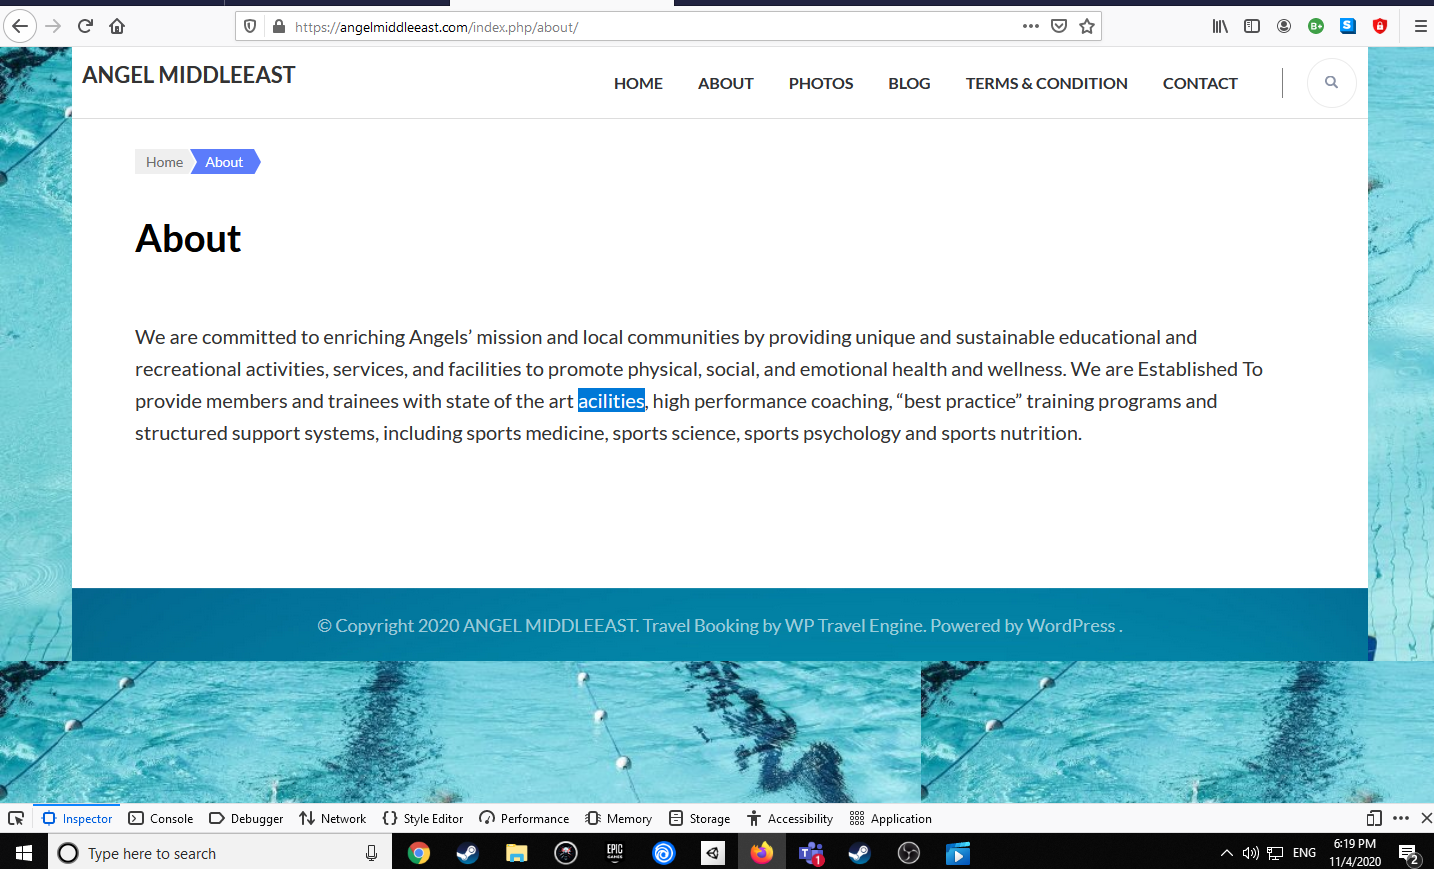 https://angelmiddleeast.com/index.php/about/
ANGEL MIDDLEEAST
HOME ABOUT PHOTOS BLOG TERMS & CONDITION CONTACT
Home About
About
We are committed to enriching Angels’ mission and local communities by providing unique and sustainable educational and
recreational activities, services, and facilities to promote physical, social, and emotional health and wellness. We are Established To
provide members and trainees with state of the art acilities, high performance coaching, “best practice” training programs and
structured support systems, including sports medicine, sports science, sports psychology and sports nutrition.
© Copyright 2020 ANGEL MIDDLEEAST. Travel Booking by WP Travel Engine. Powered by WordPress .
Inspector Console Debugger Network Style Editor Performance Memory Storage Accessibility Application
Type here to search
EPIC
GAMES
1
ENG
6:19 PM
11/4/2020
2